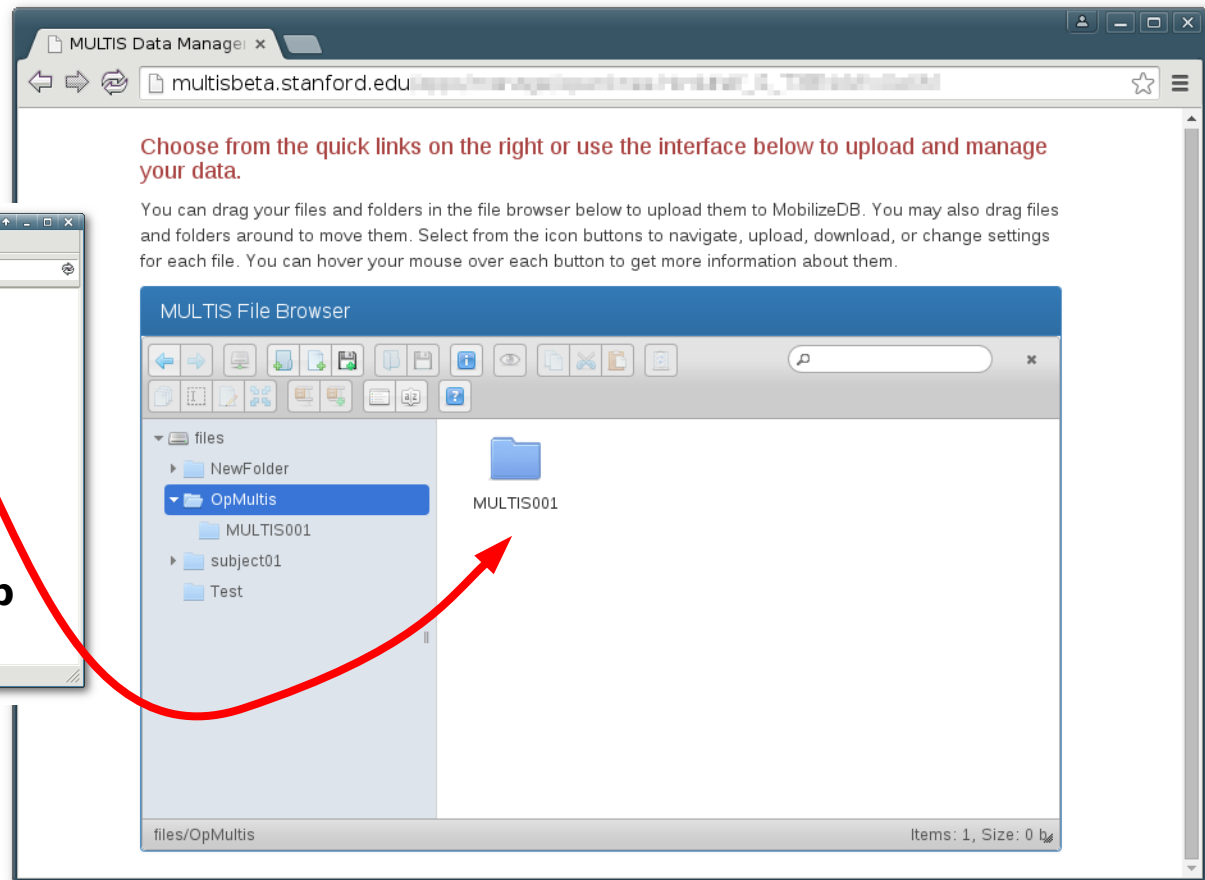 MULTIS Data Manager
multisbeta.stanford.edu
Choose from the quick links on the right or use the interface below to upload and manage
your data.
You can drag your files and folders in the file browser below to upload them to MobilizeDB. You may also drag files
and folders around to move them. Select from the icon buttons to navigate, upload, download, or change settings
for each file. You can hover your mouse over each button to get more information about them.
MULTIS File Browser
files
NewFolder
OpMultis
MULTIS001
subject01
Test
MULTIS001
files/OpMultis
Items: 1, Size: 0 b